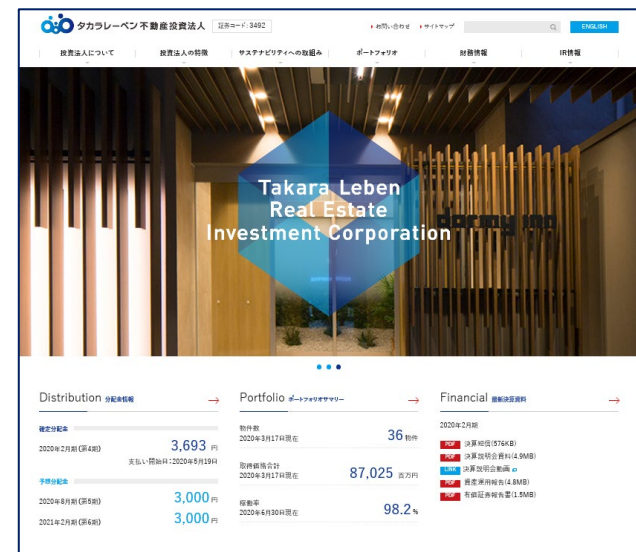 タカラレーベン不動産投資法人
証券コード: 3492
お問い合わせ
サイトマップ
ENGLISH
投資法人について
投資法人の特徴
サステナビリティへの取組み
ポートフォリオ
財務情報
IR情報
Takara Leben
Real Estate
Investment Corporation
dormy inn
Distribution 分配金情報
確定分配金
2020年2月期(第4期) 3,693 円
支払い開始日:2020年5月19日
予想分配金
2020年8月期(第5期) 3,000 円
2021年2月期(第6期) 3,000 円
Portfolio ポートフォリオサマリー
物件数
2020年3月17日現在 36 物件
取得価格合計
2020年3月17日現在 87,025 百万円
稼働率
2020年6月30日現在 98.2 %
Financial 最新決算資料
2020年2月期
PDF 決算短信(576KB)
PDF 決算説明会資料(4.9MB)
LINK 決算説明会動画
PDF 資産運用報告(4.8MB)
PDF 有価証券報告書(1.5MB)